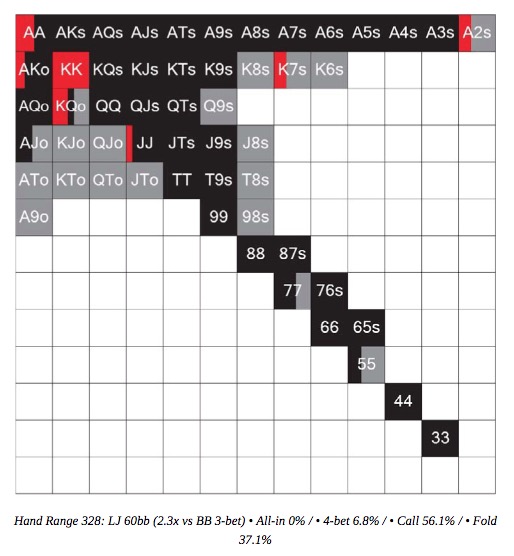 AA AKs AQs AJs ATs A9s A8s A7s A6s A5s A4s A3s A2s
AKo KK KQs KJs KTs K9s K8s K7s K6s
AQo KQo QQ QJs QTs Q9s
AJo KJo QJo JJ JTs J9s J8s
ATo KTo QTo JTo TT T9s T8s
A9o 99 98s
88 87s
77 76s
66 65s
55
44
33
Hand Range 328: LJ 60bb (2.3x vs BB 3-bet) • All-in 0% / • 4-bet 6.8% / • Call 56.1% / • Fold
37.1%